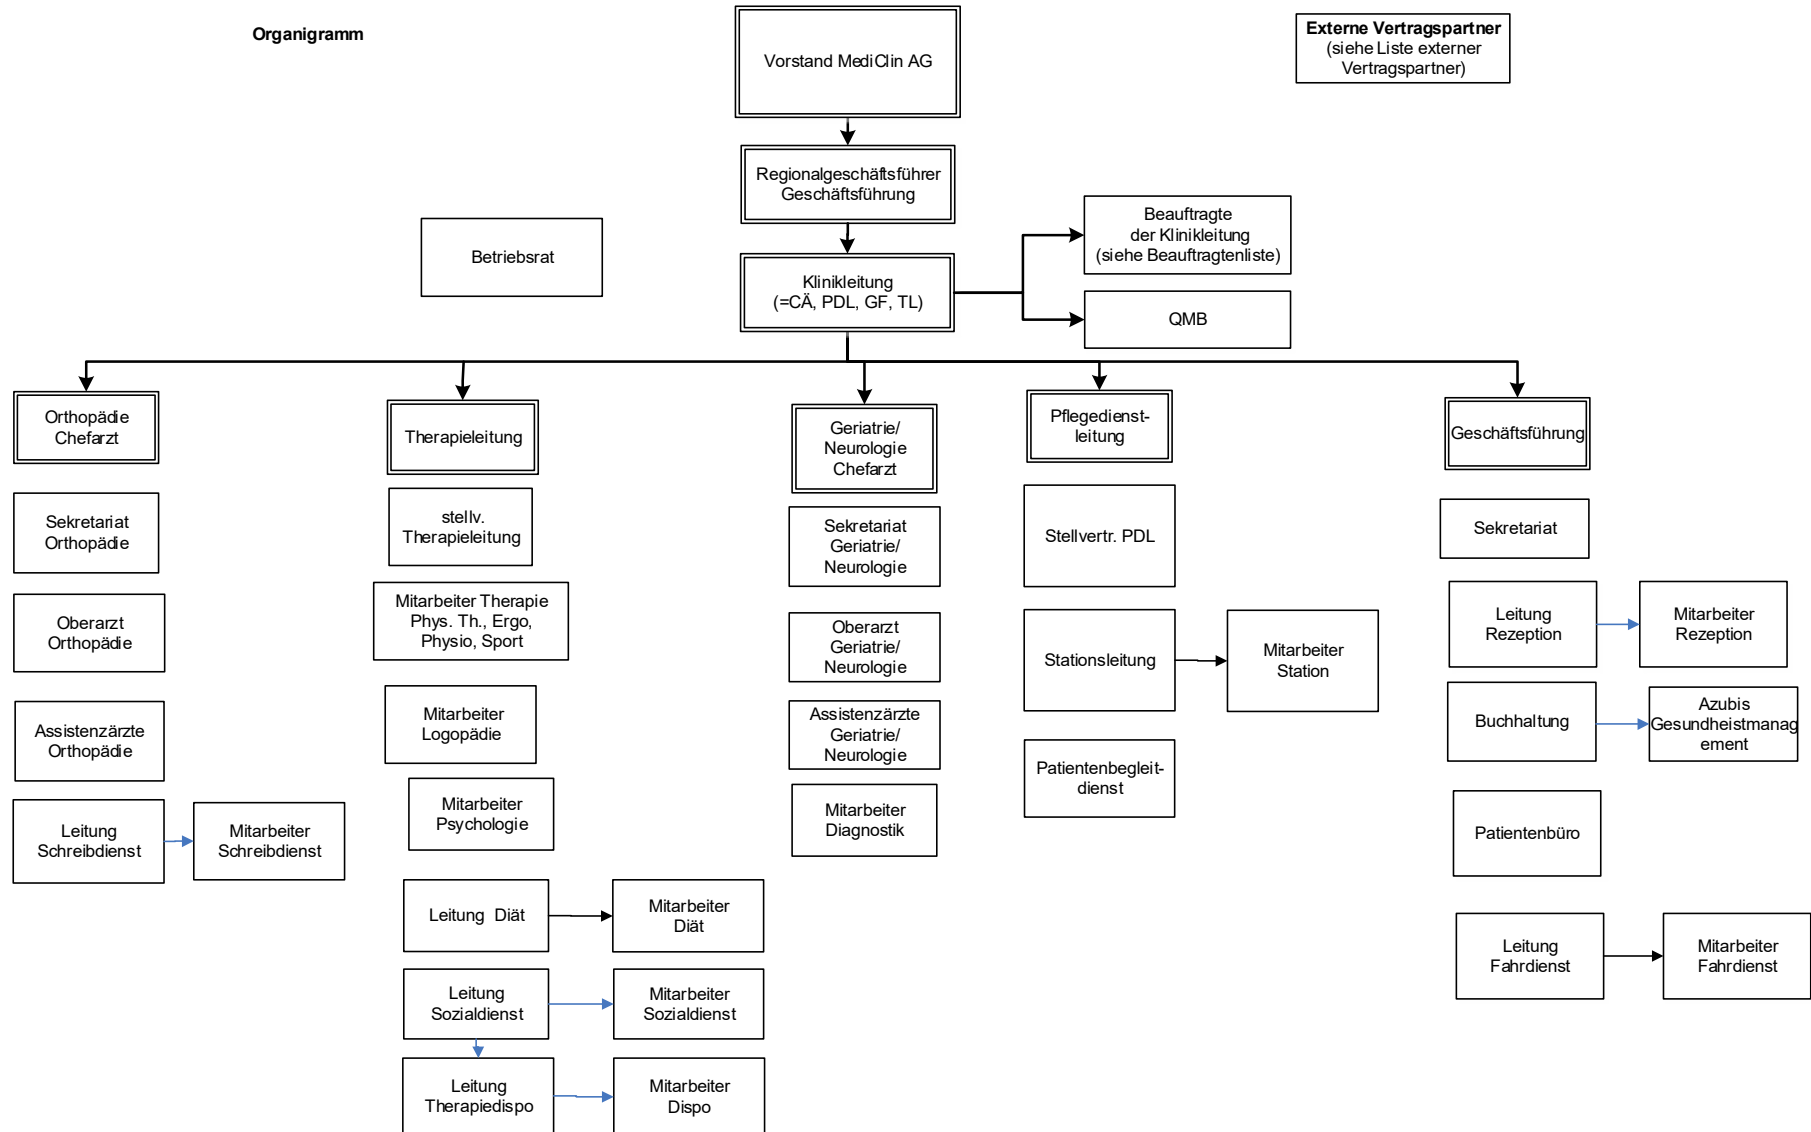 Organigramm
Vorstand MediClin AG
Externe Vertragspartner
(siehe Liste externer
Vertragspartner)
Regionalgeschäftsführer
Geschäftsführung
Betriebsrat
Klinikleitung
(=CÄ, PDL, GF, TL)
Beauftragte
der Klinikleitung
(siehe Beauftragtenliste)
QMB
Orthopädie
Chefarzt
Sekretariat
Orthopädie
Oberarzt
Orthopädie
Assistenzärzte
Orthopädie
Leitung
Schreibdienst
Mitarbeiter
Schreibdienst
Therapieleitung
stellv.
Therapieleitung
Mitarbeiter Therapie
Phys. Th., Ergo,
Physio, Sport
Mitarbeiter
Logopädie
Mitarbeiter
Psychologie
Leitung Diät
Mitarbeiter
Diät
Leitung
Sozialdienst
Mitarbeiter
Sozialdienst
Leitung
Therapiedispo
Mitarbeiter
Dispo
Geriatrie/
Neurologie
Chefarzt
Sekretariat
Geriatrie/
Neurologie
Oberarzt
Geriatrie/
Neurologie
Assistenzärzte
Geriatrie/
Neurologie
Mitarbeiter
Diagnostik
Pflegedienst-
leitung
Stellvertr. PDL
Stationsleitung
Mitarbeiter
Station
Patientenbegleit-
dienst
Geschäftsführung
Sekretariat
Leitung
Rezeption
Mitarbeiter
Rezeption
Buchhaltung
Azubis
Gesundheistmanag
ement
Patientenbüro
Leitung
Fahrdienst
Mitarbeiter
Fahrdienst